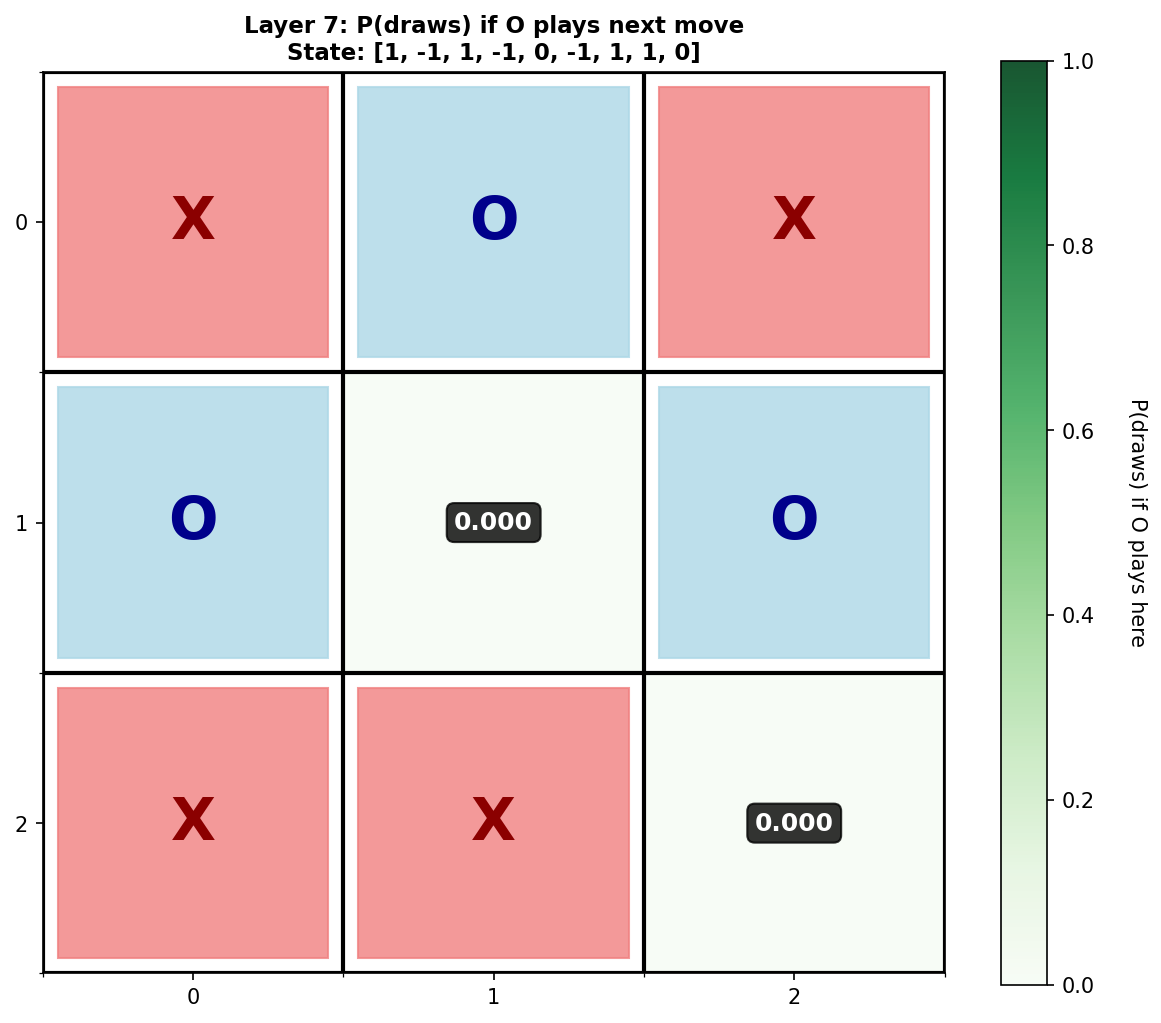 Layer 7: P(draws) if O plays next move
State: [1, -1, 1, -1, 0, -1, 1, 1, 0]
X
O
X
O
0.000
O
X
X
0.000
0
1
2
0
1
2
1.0
0.8
0.6
0.4
0.2
0.0
P(draws) if O plays here